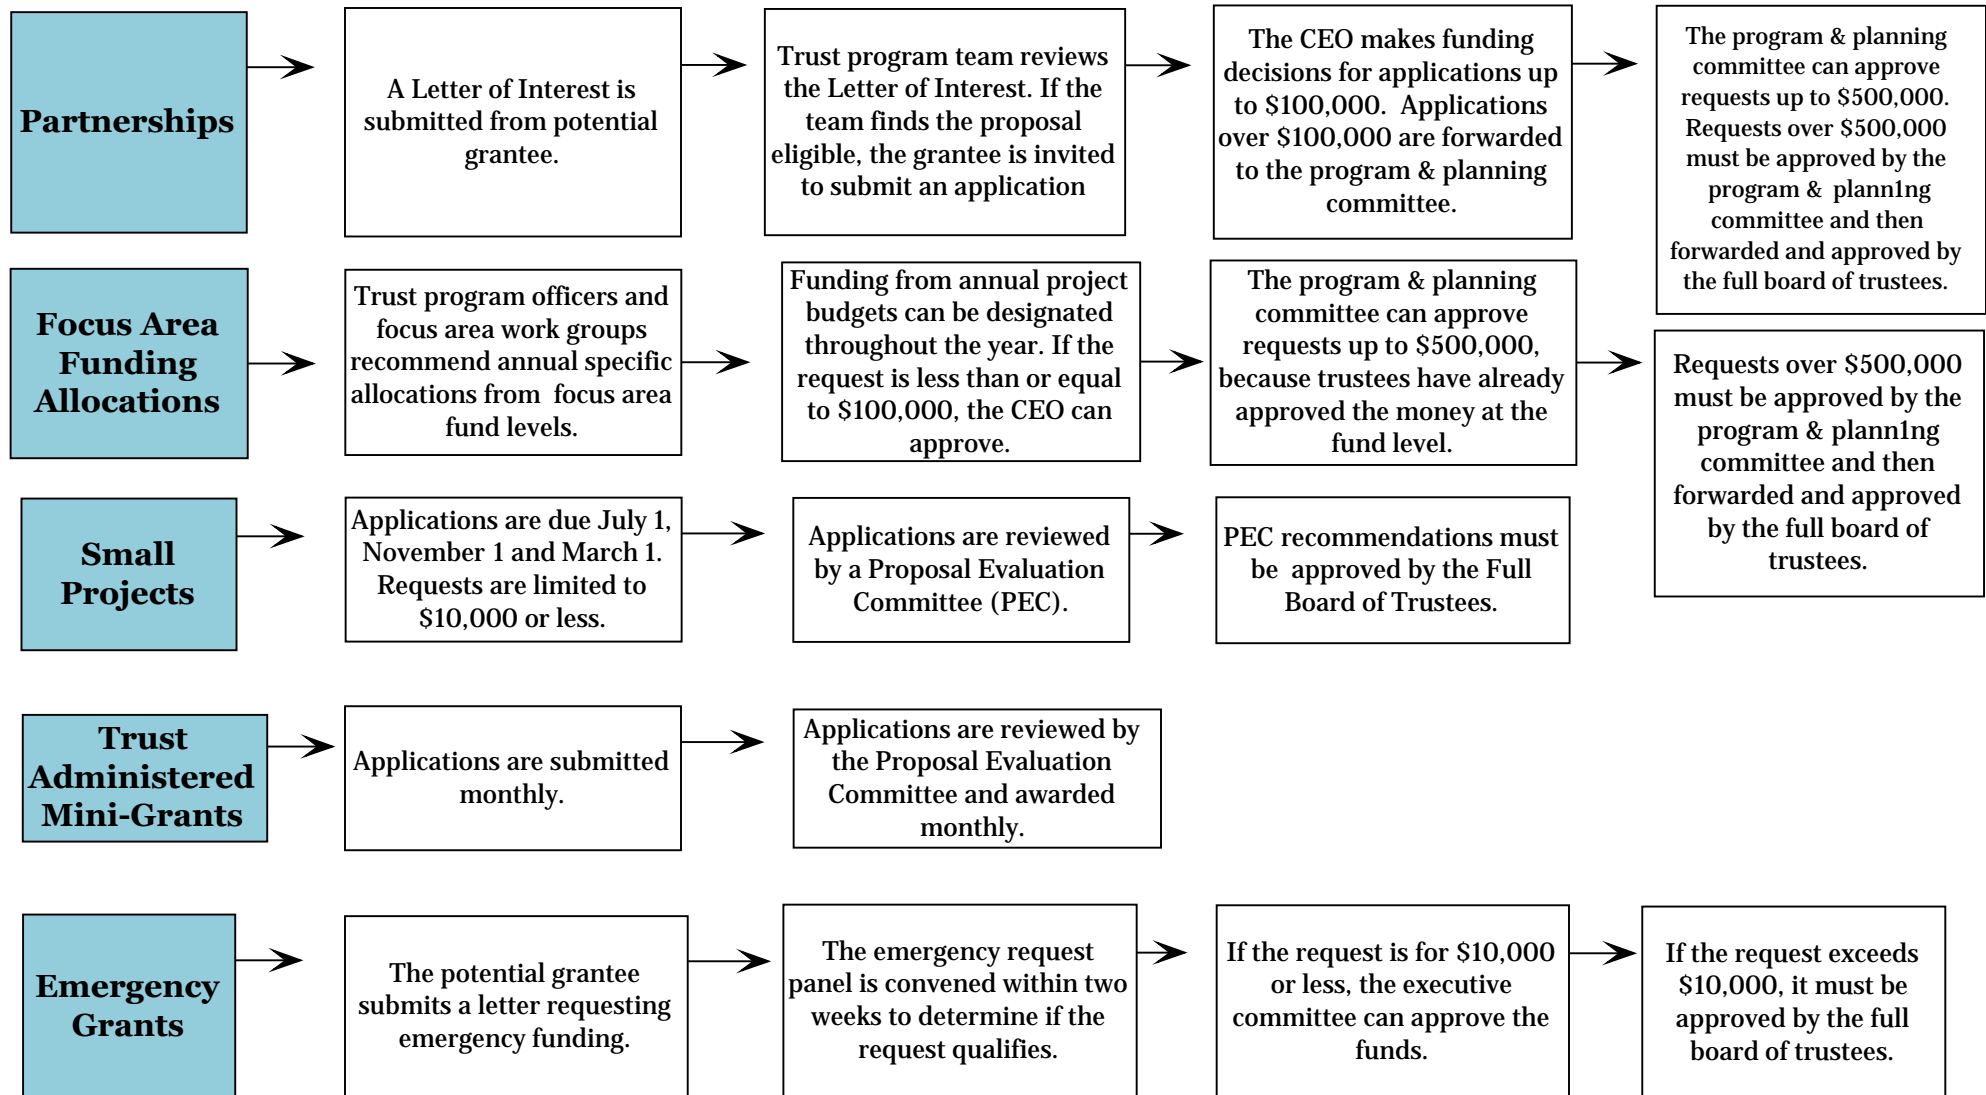 Partnerships
A Letter of Interest is
submitted from potential
grantee.
Trust program team reviews
the Letter of Interest. If the
team finds the proposal
eligible, the grantee is invited
to submit an application
The CEO makes funding
decisions for applications up
to $100,000. Applications
over $100,000 are forwarded
to the program & planning
committee.
The program & planning
committee can approve
requests up to $500,000.
Requests over $500,000
must be approved by the
program & plann1ng
committee and then
forwarded and approved by
the full board of trustees.
Focus Area
Funding
Allocations
Trust program officers and
focus area work groups
recommend annual specific
allocations from focus area
fund levels.
Funding from annual project
budgets can be designated
throughout the year. If the
request is less than or equal
to $100,000, the CEO can
approve.
The program & planning
committee can approve
requests up to $500,000,
because trustees have already
approved the money at the
fund level.
Requests over $500,000
must be approved by the
program & plann1ng
committee and then
forwarded and approved
by the full board of
trustees.
Small
Projects
Applications are due July 1,
November 1 and March 1.
Requests are limited to
$10,000 or less.
Applications are reviewed
by a Proposal Evaluation
Committee (PEC).
PEC recommendations must
be approved by the Full
Board of Trustees.
Trust
Administered
Mini-Grants
Applications are submitted
monthly.
Applications are reviewed by
the Proposal Evaluation
Committee and awarded
monthly.
Emergency
Grants
The potential grantee
submits a letter requesting
emergency funding.
The emergency request
panel is convened within two
weeks to determine if the
request qualifies.
If the request is for $10,000
or less, the executive
committee can approve the
funds.
If the request exceeds
$10,000, it must be
approved by the full
board of trustees.